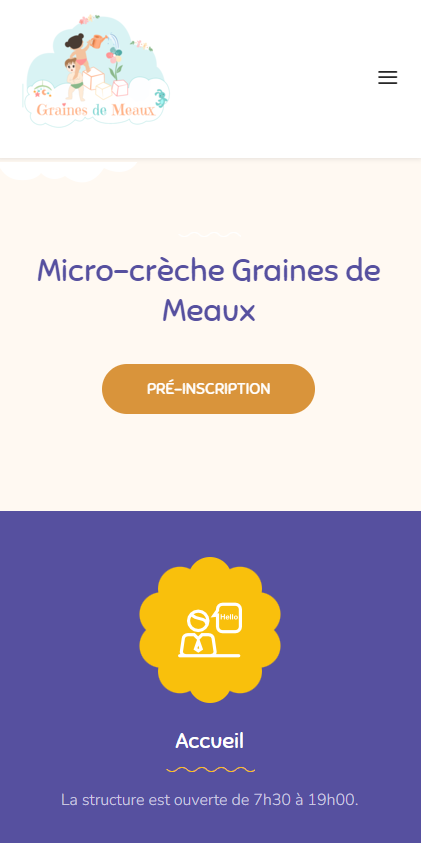 Graines de Meaux
Micro-crèche Graines de
Meaux
PRÉ-INSCRIPTION
Hello
Accueil
La structure est ouverte de 7h30 à 19h00.